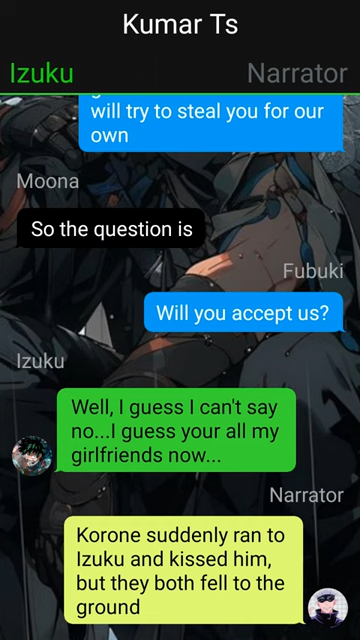 Kumar Ts
Izuku
Narrator
will try to steal you for our
own
Moona
So the question is
Fubuki
Will you accept us?
Izuku
Well, I guess I can't say
no...I guess your all my
girlfriends now...
Narrator
Korone suddenly ran to
Izuku and kissed him,
but they both fell to the
ground